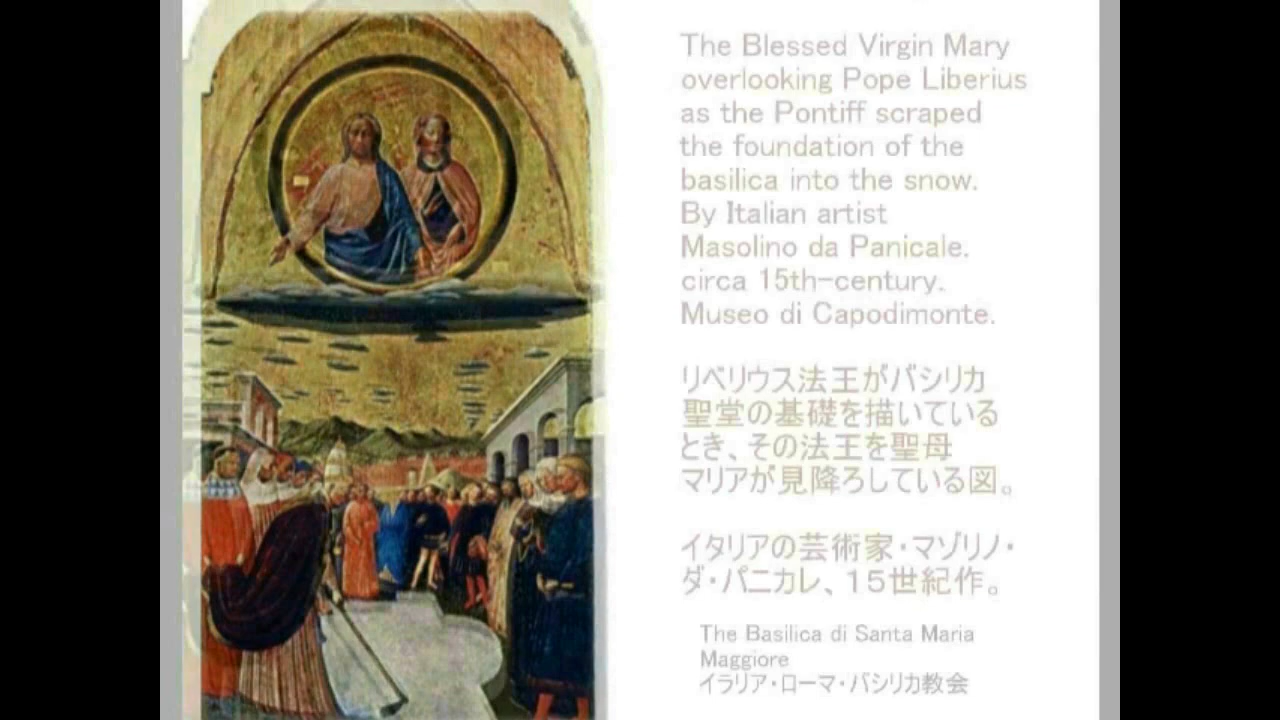 The Blessed Virgin Mary
overlooking Pope Liberius
as the Pontiff scraped
the foundation of the
basilica into the snow.
By Italian artist
Masolino da Panicale.
circa 15th-century.
Museo di Capodimonte.
リベリウス法王がバシリカ
聖堂の基礎を描いている
とき、その法王を聖母
マリアが見降ろしている図。
イタリアの芸術家・マゾリノ・
ダ・パニカレ、１５世紀作。
The Basilica di Santa Maria
Maggiore
イラリア・ローマ・バシリカ教会